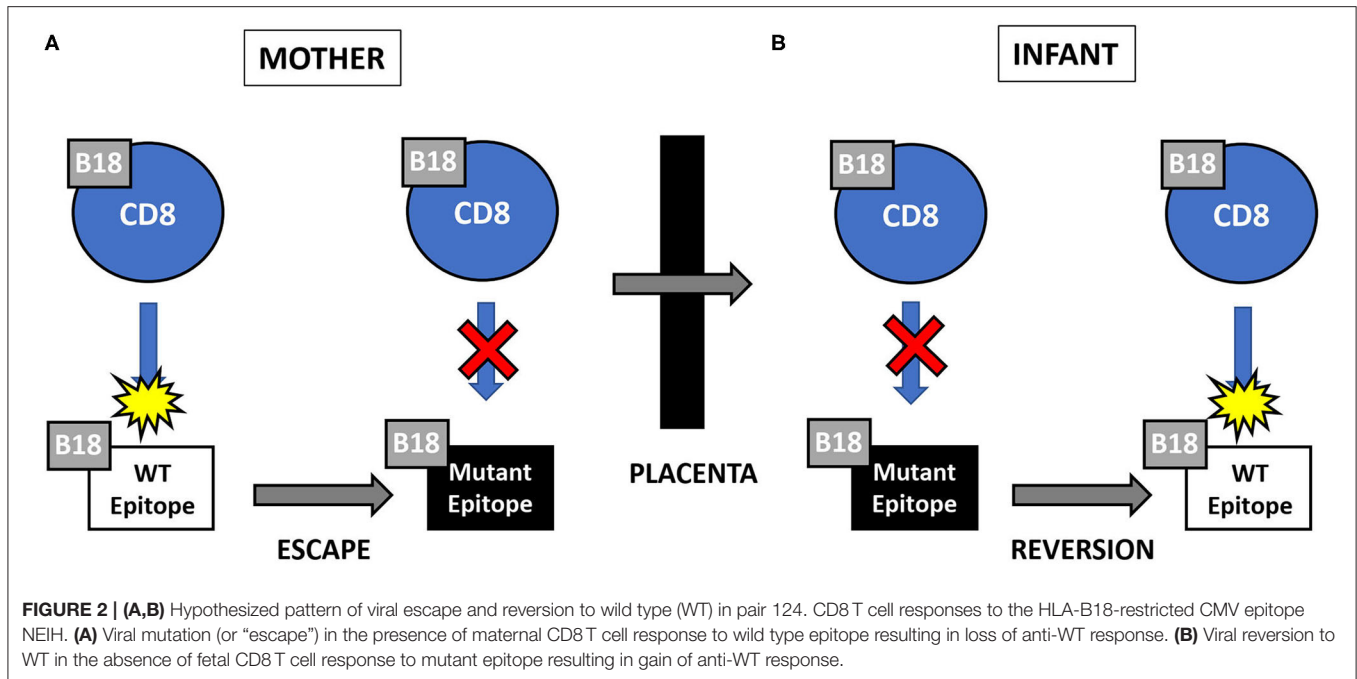 A
MOTHER
B
INFANT
B18
CD8
B18
CD8
B18
CD8
B18
CD8
B18
WT
Epitope
B18
Mutant
Epitope
PLACENTA
B18
Mutant
Epitope
B18
WT
Epitope
ESCAPE
REVERSION
FIGURE 2 | (A,B) Hypothesized pattern of viral escape and reversion to wild type (WT) in pair 124. CD8 T cell responses to the HLA-B18-restricted CMV epitope
NEIH. (A) Viral mutation (or “escape”) in the presence of maternal CD8 T cell response to wild type epitope resulting in loss of anti-WT response. (B) Viral reversion to
WT in the absence of fetal CD8 T cell response to mutant epitope resulting in gain of anti-WT response.